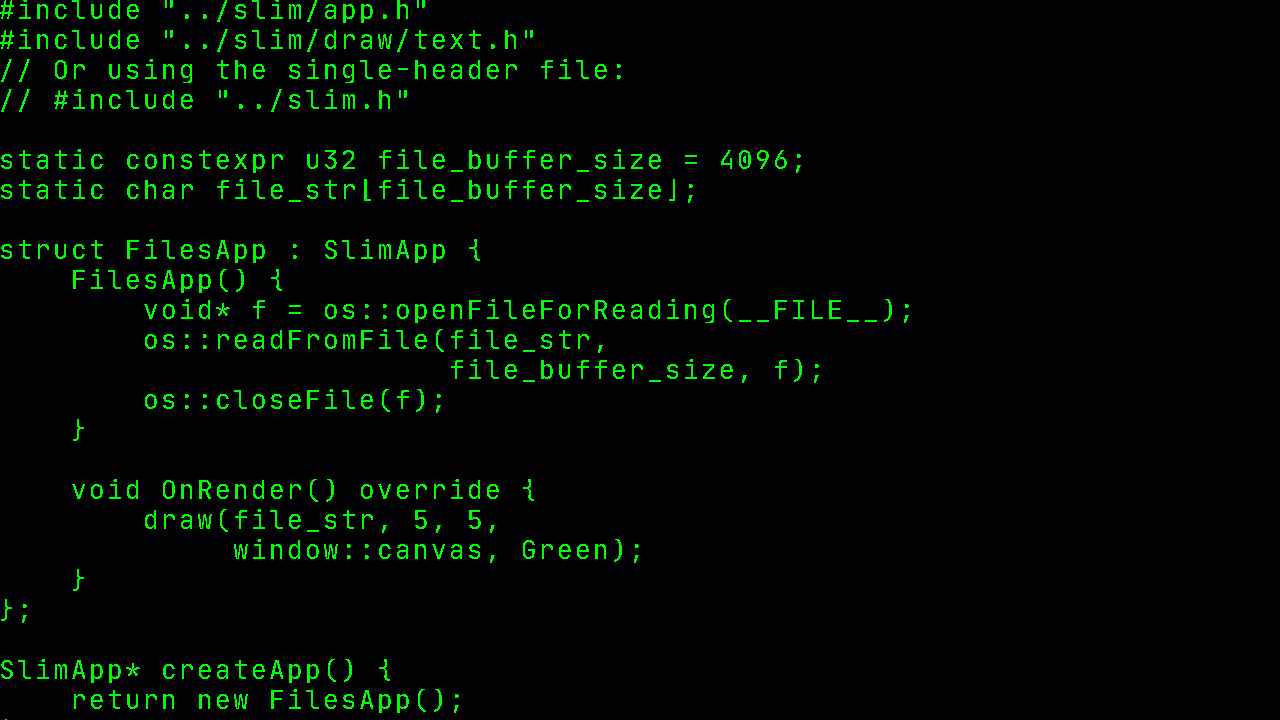 #include "../slim/app.h"
#include "../slim/draw/text.h"
// Or using the single-header file:
// #include "../slim.h"

static constexpr u32 file_buffer_size = 4096;
static char file_str[file_buffer_size];

struct FilesApp : SlimApp {
    FilesApp() {
        void* f = os::openFileForReading(__FILE__);
        os::readFromFile(file_str,
                         file_buffer_size, f);
        os::closeFile(f);
    }

    void OnRender() override {
        draw(file_str, 5, 5,
             window::canvas, Green);
    }
};

SlimApp* createApp() {
    return new FilesApp();